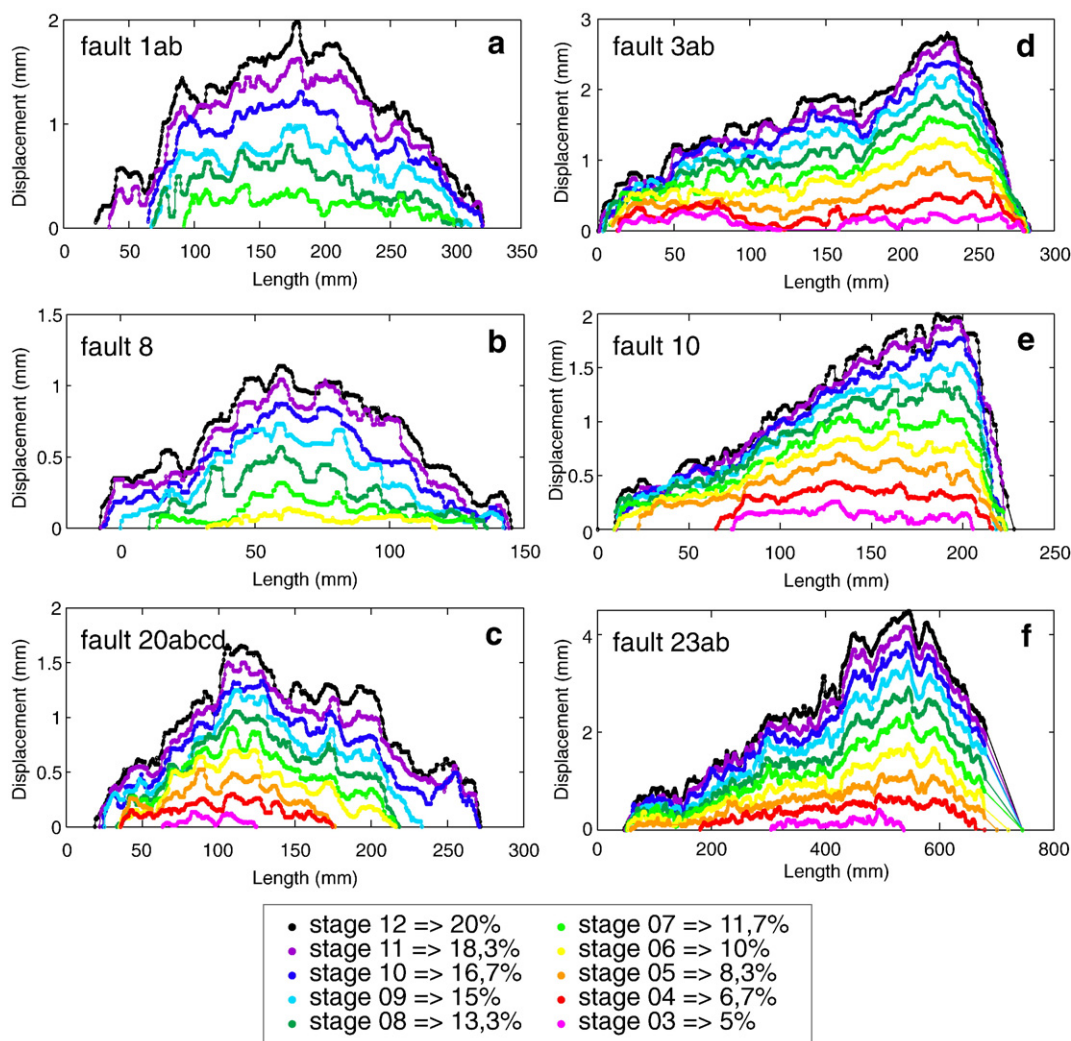 fault 1ab
a
Displacement (mm)
2
1
0
0 50 100 150 200 250 300 350
Length (mm)
fault 3ab
d
Displacement (mm)
3
2
1
0
0 50 100 150 200 250 300
Length (mm)
fault 8
b
Displacement (mm)
1.5
1
0.5
0
0 50 100 150
Length (mm)
fault 10
e
Displacement (mm)
2
1.5
1
0.5
0
0 50 100 150 200 250
Length (mm)
fault 20abcd
c
Displacement (mm)
2
1.5
1
0.5
0
0 50 100 150 200 250 300
Length (mm)
fault 23ab
f
Displacement (mm)
4
2
0
0 200 400 600 800
Length (mm)
stage 12 => 20%
stage 11 => 18,3%
stage 10 => 16,7%
stage 09 => 15%
stage 08 => 13,3%
stage 07 => 11,7%
stage 06 => 10%
stage 05 => 8,3%
stage 04 => 6,7%
stage 03 => 5%